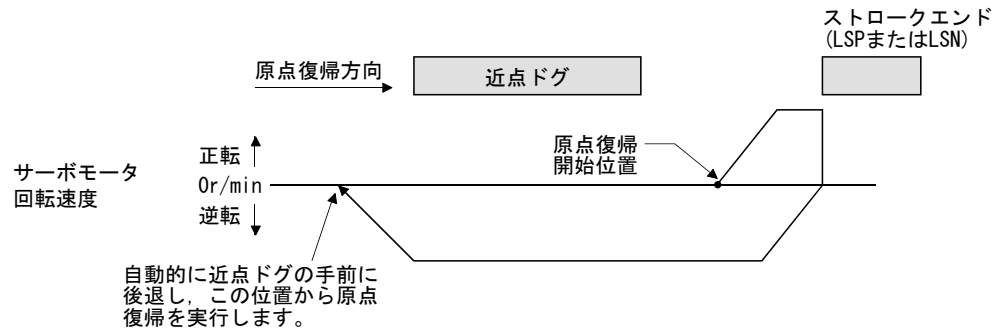 ストロークエンド
(LSPまたはLSN)
原点復帰方向
近点ドグ
原点復帰
開始位置
正転
サーボモータ
0r/min
回転速度
逆転
自動的に近点ドグの手前に
後退し，この位置から原点
復帰を実行します。